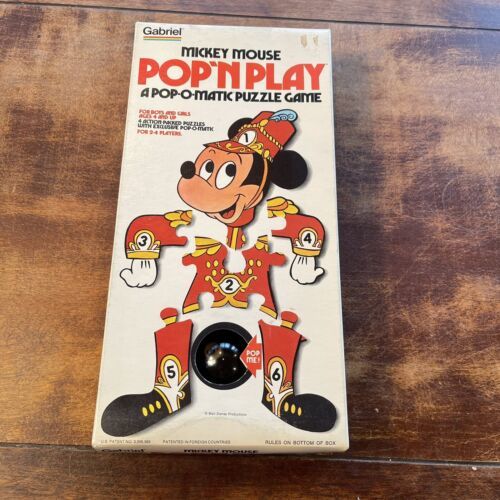 Gabriel
MICKEY MOUSE
POP'N PLAY
A POP-O-MATIC PUZZLE GAME
FOR BOYS AND GIRLS
AGES 4 AND UP
4 ACTION-PACKED PUZZLES
WITH EXCLUSIVE POP-O-MATIC
FOR 2-4 PLAYERS
1
3
4
2
POP
ME!
5
6
© Walt Disney Productions
PATENTED IN FOREIGN COUNTRIES
RULES ON BOTTOM OF BOX
Gabriel
MICKEY MOUSE